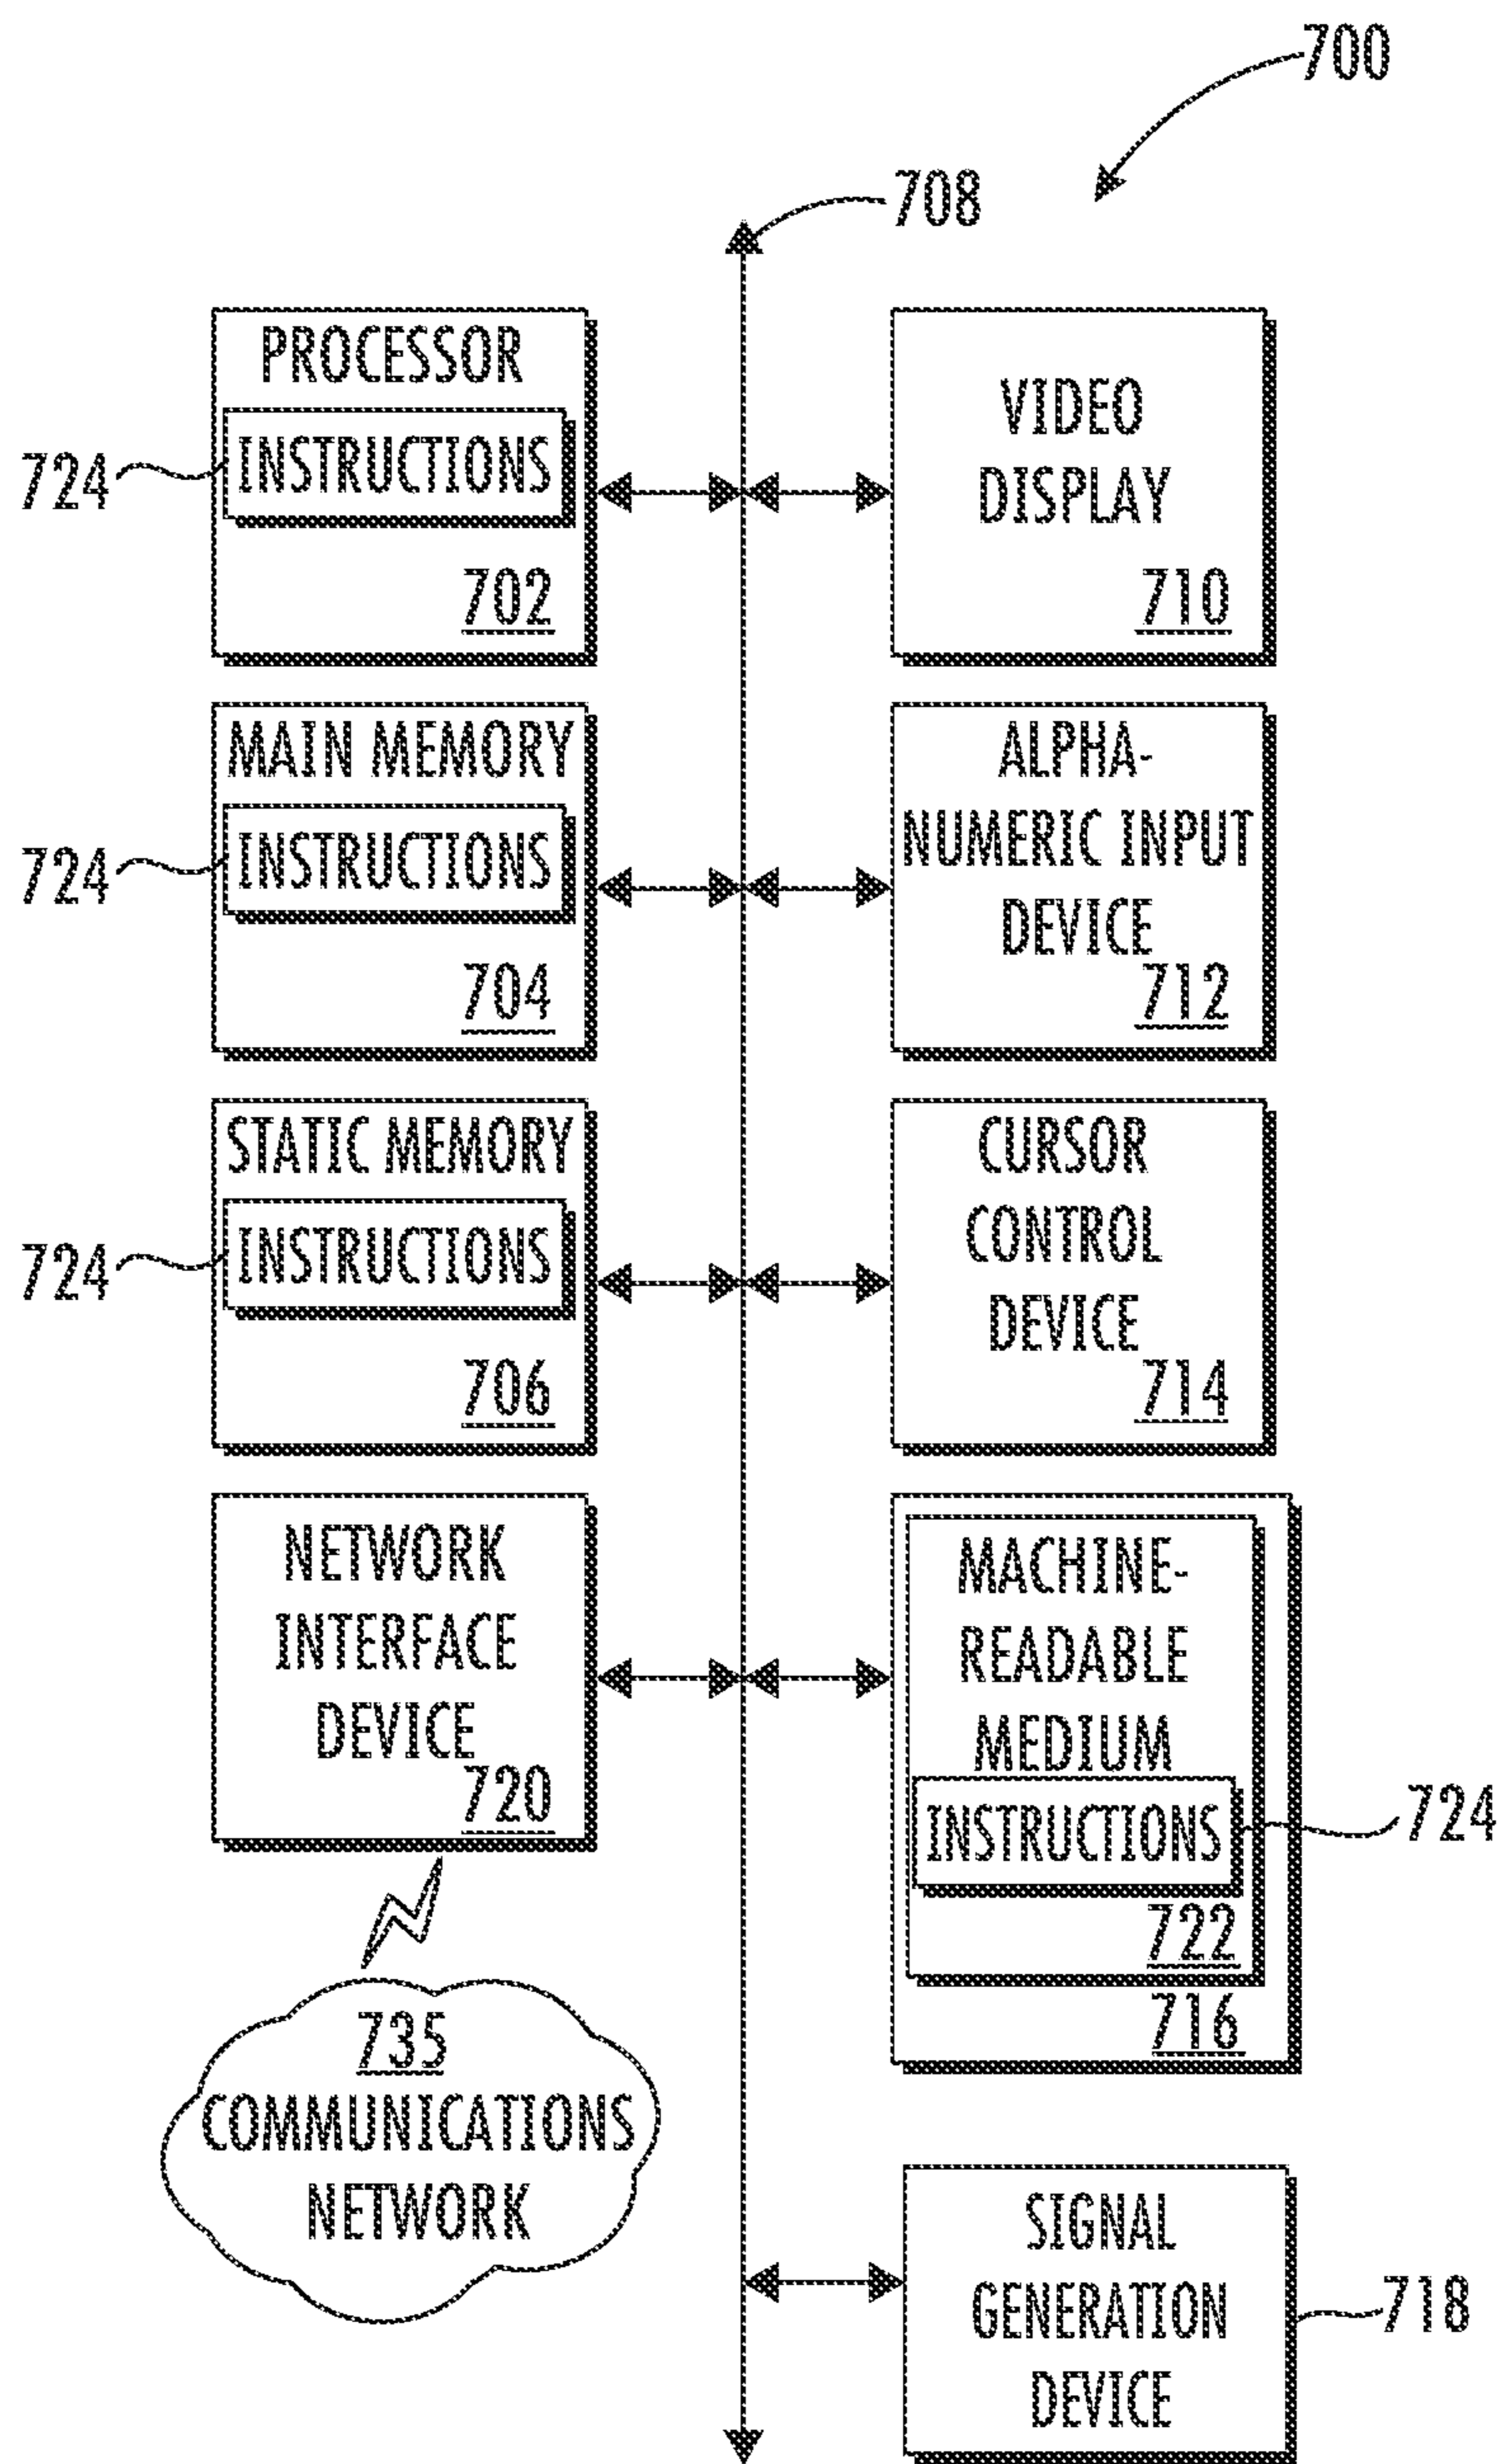 700
708
PROCESSOR
724
INSTRUCTIONS
702
VIDEO
DISPLAY
710
MAIN MEMORY
724
INSTRUCTIONS
704
ALPHA-
NUMERIC INPUT
DEVICE
712
STATIC MEMORY
724
INSTRUCTIONS
706
CURSOR
CONTROL
DEVICE
714
NETWORK
INTERFACE
DEVICE
720
MACHINE-
READABLE
MEDIUM
INSTRUCTIONS
724
722
716
735
COMMUNICATIONS
NETWORK
SIGNAL
GENERATION
DEVICE
718